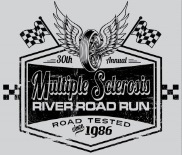 30th Annual
Multiple Sclerosis
RIVER ROAD RUN
ROAD TESTED
since 1986